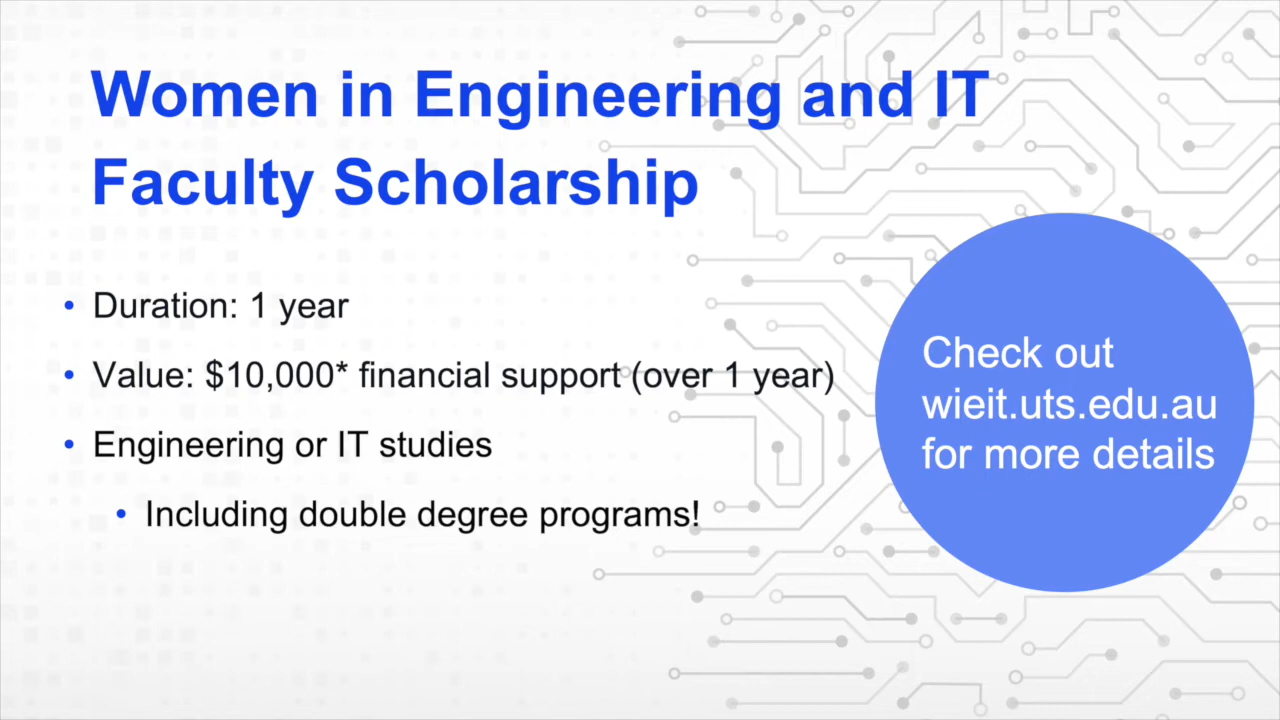 Women in Engineering and IT
Faculty Scholarship
• Duration: 1 year
• Value: $10,000* financial support (over 1 year)
• Engineering or IT studies
• Including double degree programs!
Check out
wieit.uts.edu.au
for more details